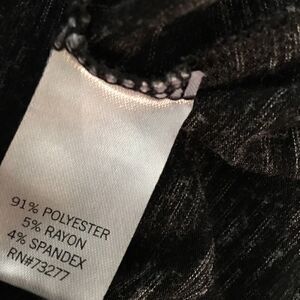 91% POLYESTER
5% RAYON
4% SPANDEX
RN#73277